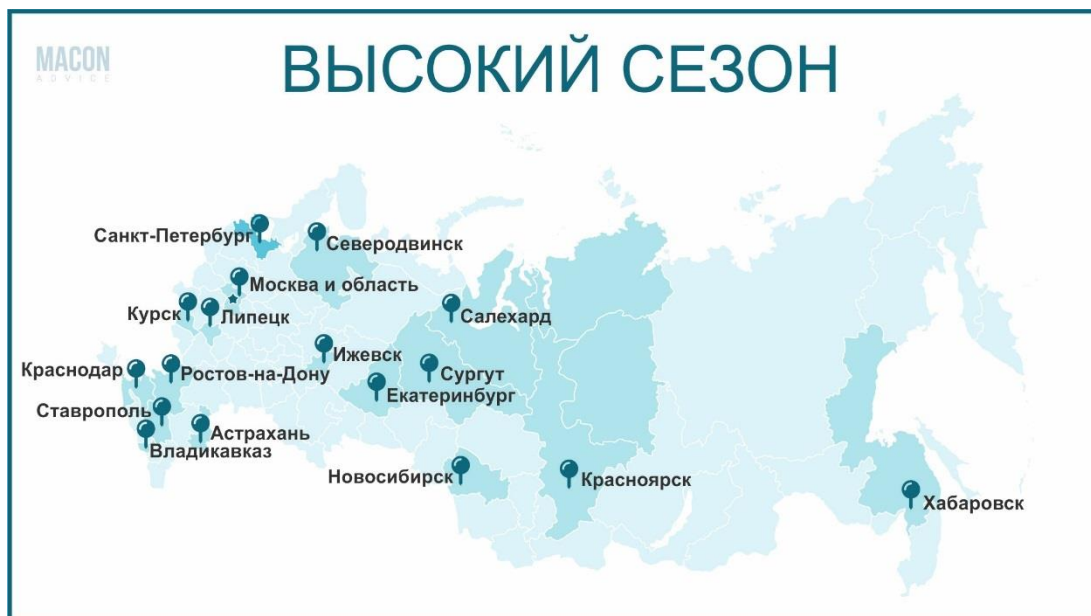 MACON
ADVICE
ВЫСОКИЙ СЕЗОН
Санкт-Петербург
Северодвинск
Москва и область
Курск
Липецк
Салехард
Ижевск
Краснодар
Ростов-на-Дону
Сургут
Екатеринбург
Ставрополь
Астрахань
Владикавказ
Новосибирск
Красноярск
Хабаровск